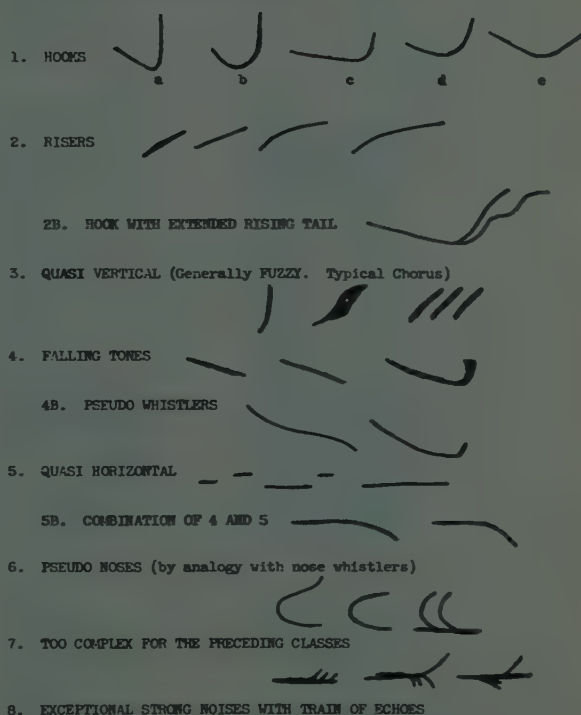 1. HOOKS
a b c d e
2. RISERS
2B. HOOK WITH EXTENDED RISING TAIL
3. QUASI VERTICAL (Generally FUZZY. Typical Chorus)
4. FALLING TONES
4B. PSEUDO WHISTLERS
5. QUASI HORIZONTAL
5B. COMBINATION OF 4 AND 5
6. PSEUDO NOSES (by analogy with nose whistlers)
7. TOO COMPLEX FOR THE PRECEDING CLASSES
8. EXCEPTIONAL STRONG NOISES WITH TRAIN OF ECHOES